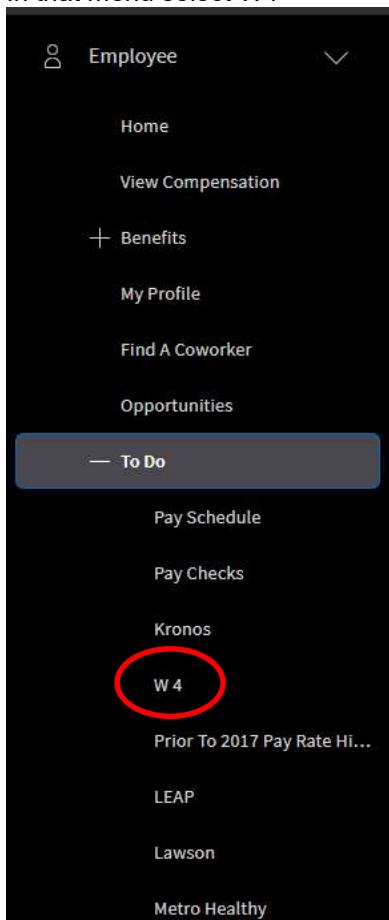 Employee
Home
View Compensation
Benefits
My Profile
Find A Coworker
Opportunities
To Do
Pay Schedule
Pay Checks
Kronos
W 4
Prior To 2017 Pay Rate Hi...
LEAP
Lawson
Metro Healthy